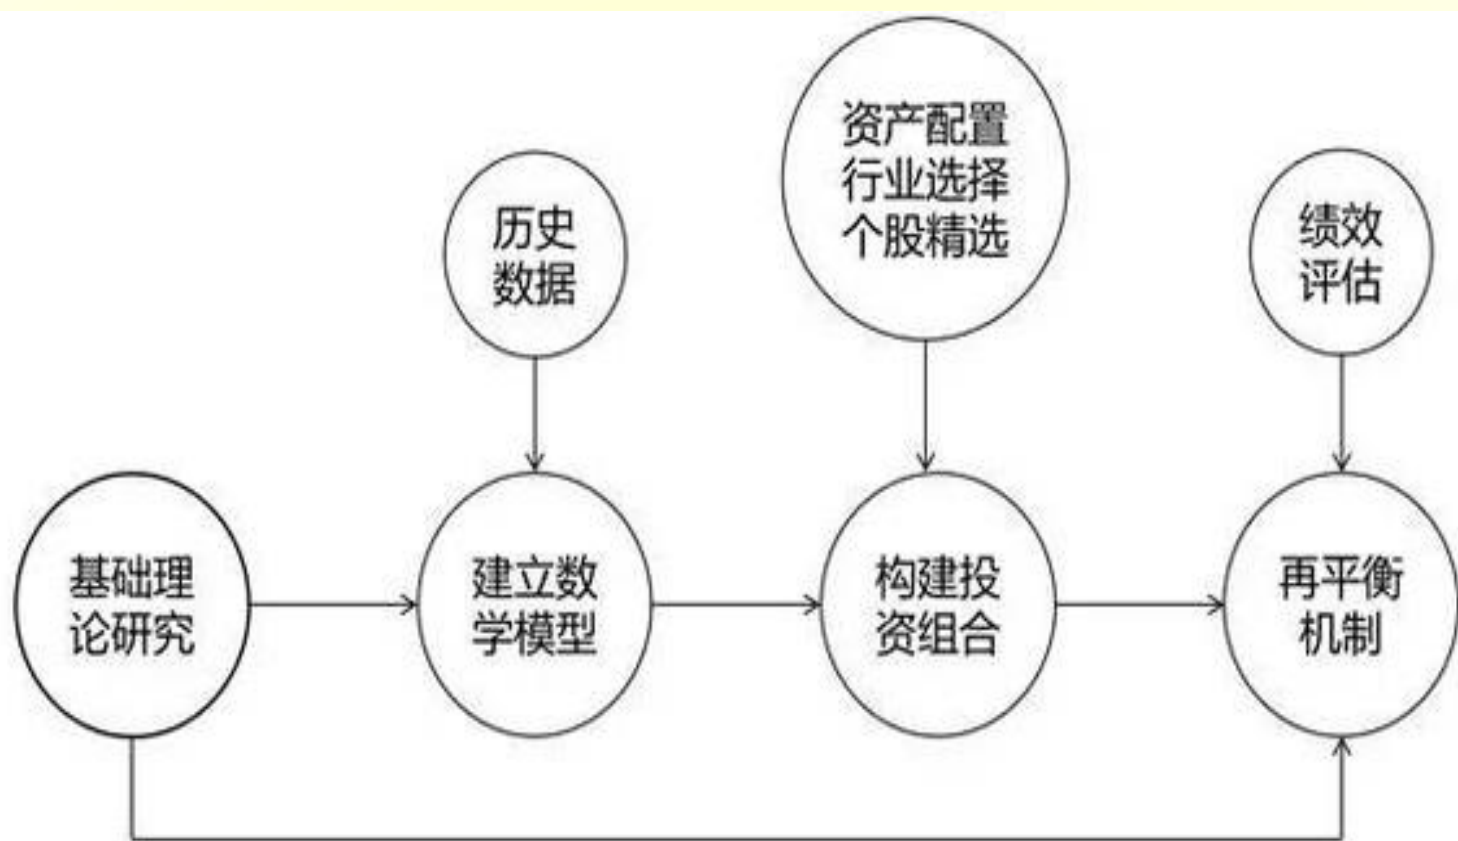 资产配置
行业选择
个股精选
历史
数据
绩效
评估
基础理
论研究
建立数
学模型
构建投
资组合
再平衡
机制